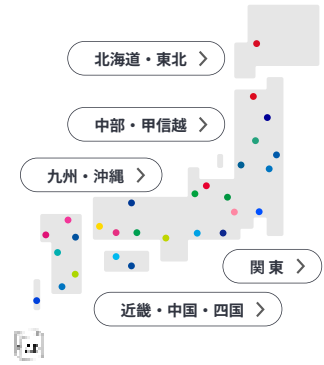 北海道・東北
中部・甲信越
九州・沖縄
関東
近畿・中国・四国